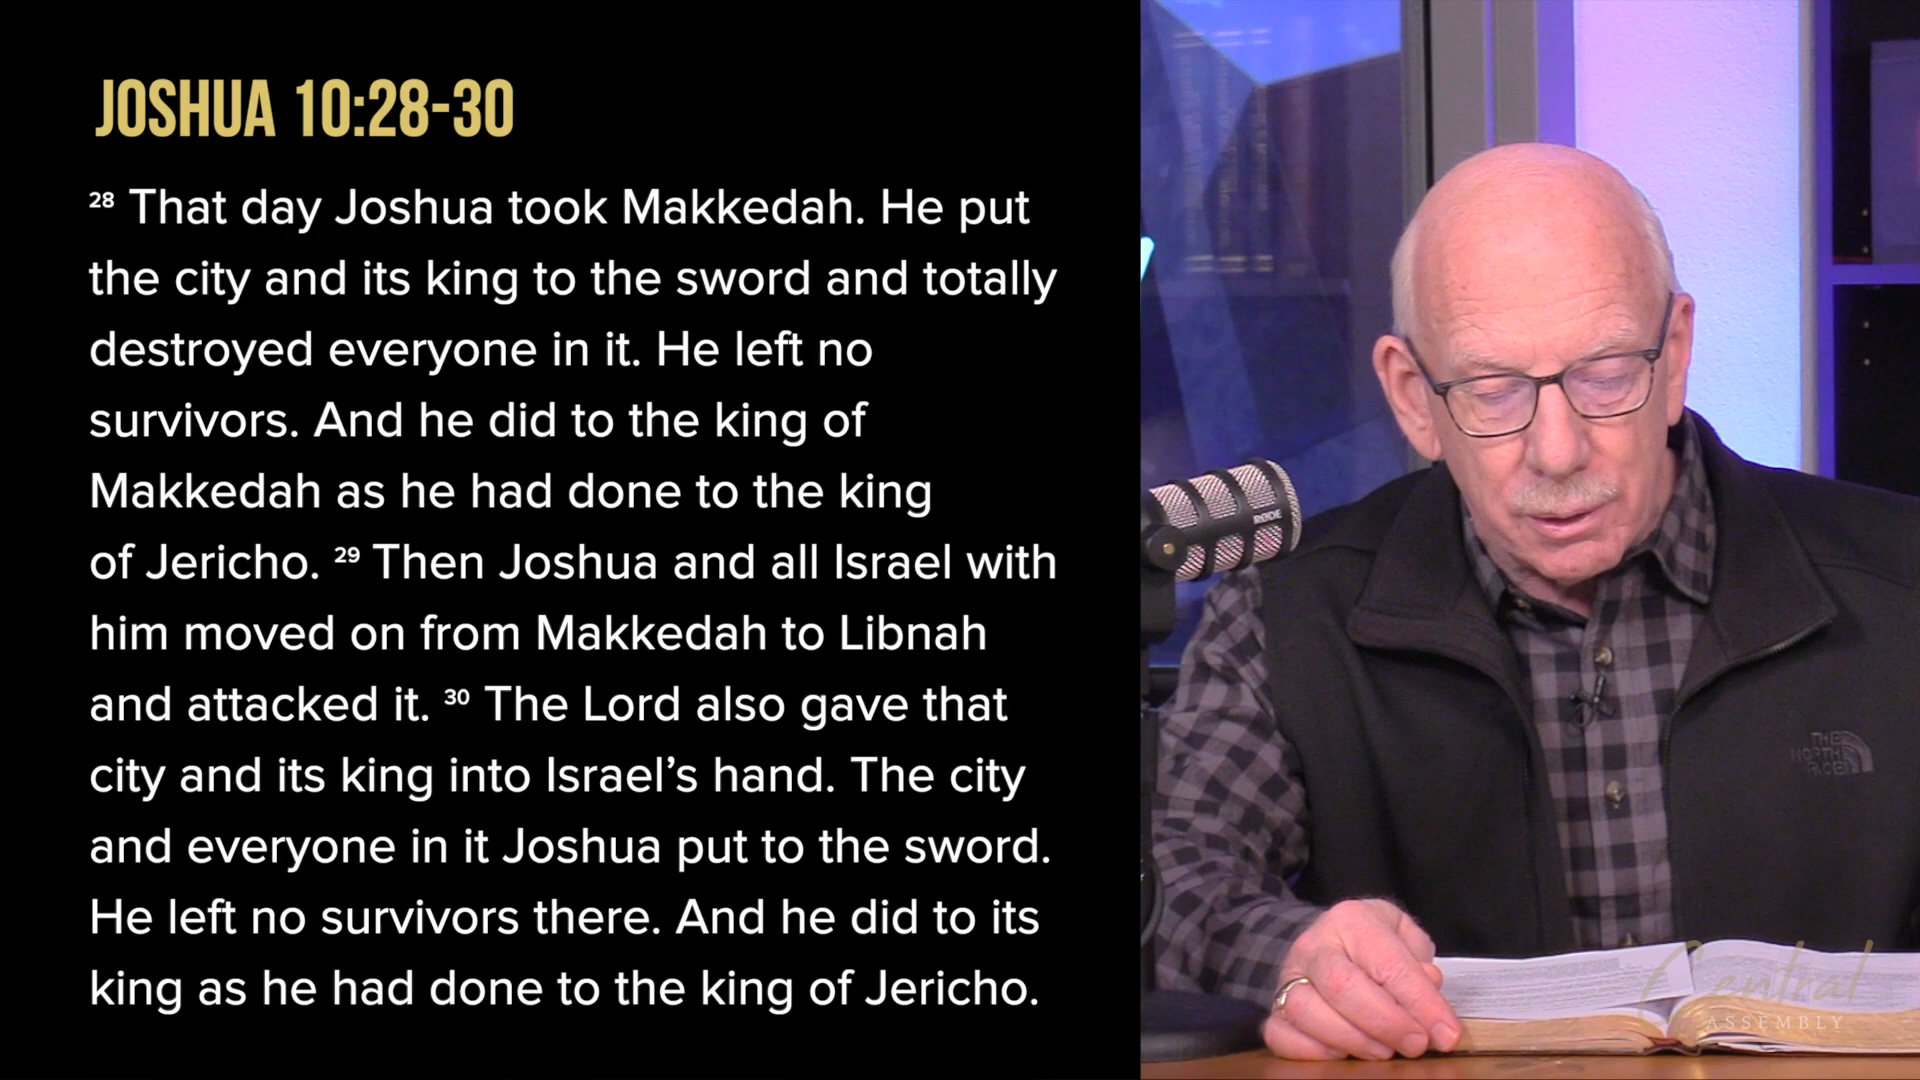 JOSHUA 10:28-30
28 That day Joshua took Makkedah. He put
the city and its king to the sword and totally
destroyed everyone in it. He left no
survivors. And he did to the king of
Makkedah as he had done to the king
of Jericho. 29 Then Joshua and all Israel with
him moved on from Makkedah to Libnah
and attacked it. 30 The Lord also gave that
city and its king into Israel’s hand. The city
and everyone in it Joshua put to the sword.
He left no survivors there. And he did to its
king as he had done to the king of Jericho.
RØDE
THE
NORTH
FACE
Central
ASSEMBLY